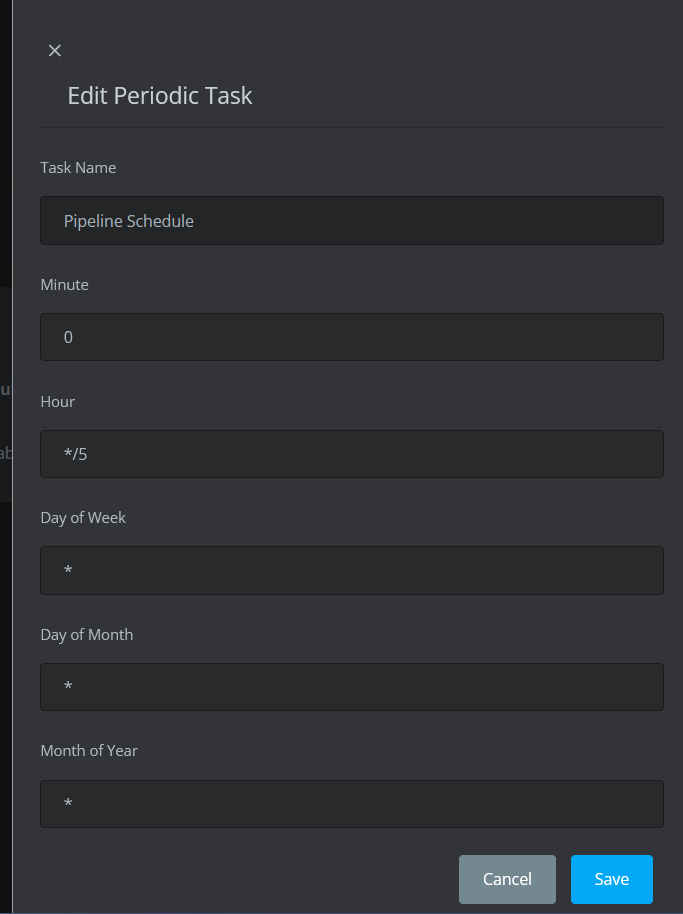 Edit Periodic Task
Task Name
Pipeline Schedule
Minute
0
Hour
*/5
Day of Week
*
Day of Month
*
Month of Year
*
Cancel Save